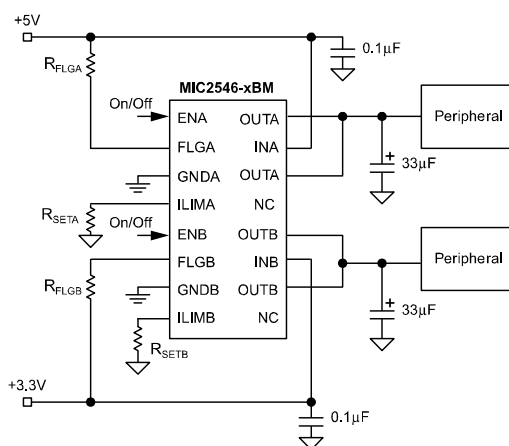 +5V
0.1μF
RFLGA
MIC2546-xBM
On/Off
ENA OUTA
Peripheral
FLGA INA
33μF
GNDA OUTA
RSETA
ILIMA NC
On/Off
ENB OUTB
Peripheral
FLGB INB
RFLGB
GNDB OUTB
33μF
ILIMB NC
RSETB
+3.3V
0.1μF